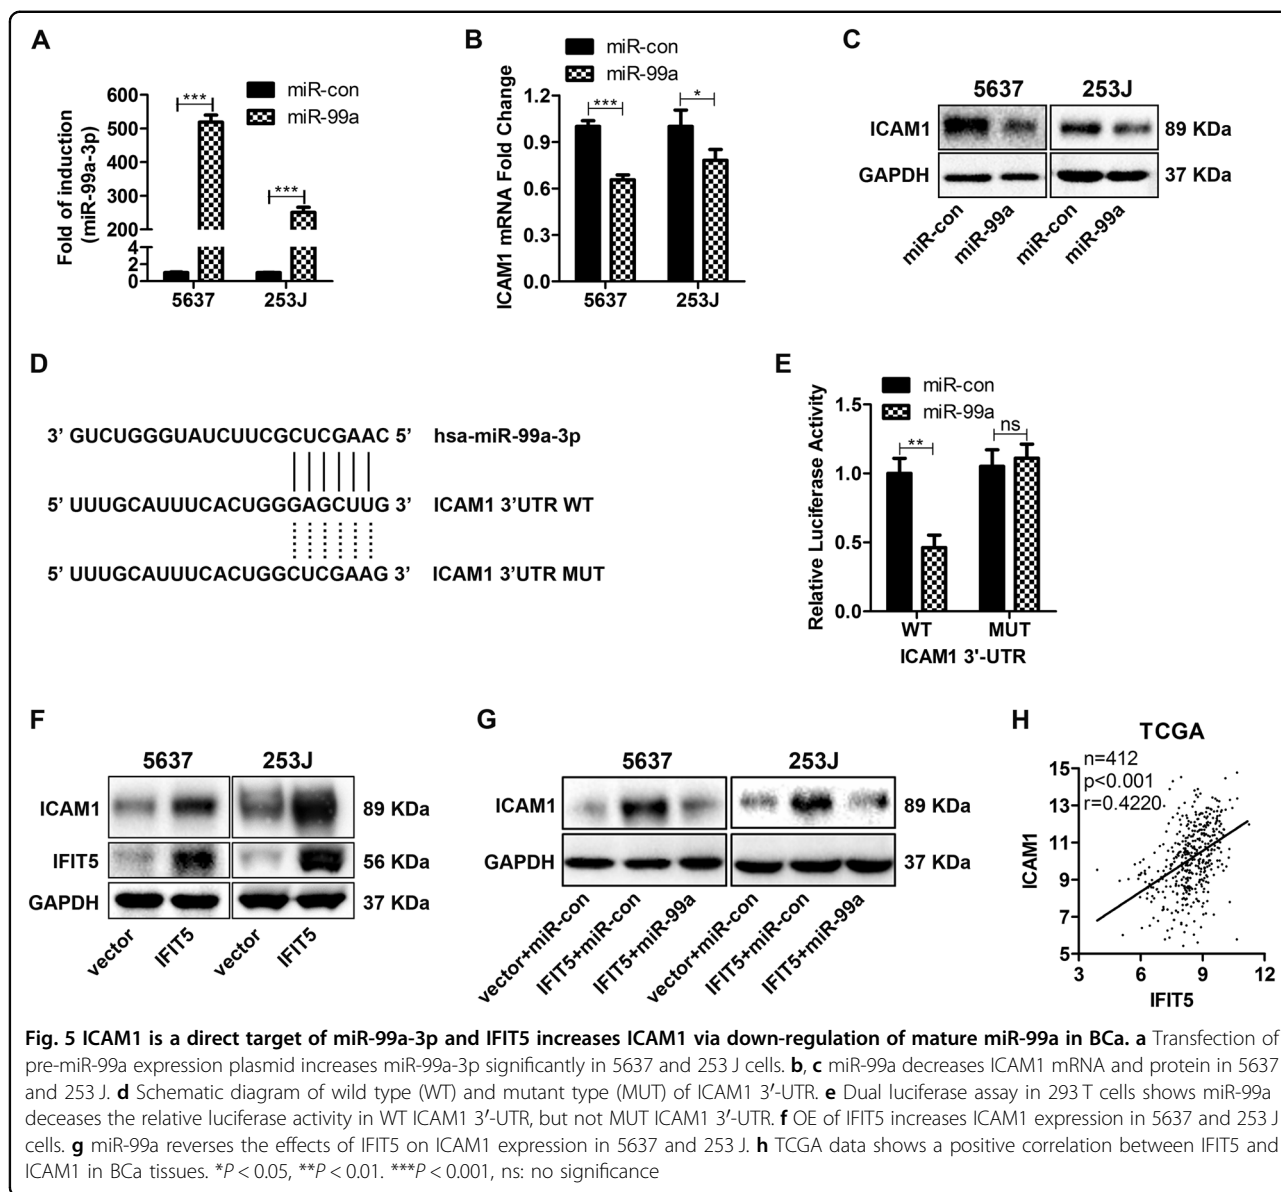 A
miR-con
miR-99a
Fold of induction
(miR-99a-3p)
600
500
400
300
200
4
2
0
***
***
5637
253J
B
miR-con
miR-99a
ICAM1 mRNA Fold Change
1.2
0.9
0.6
0.3
0.0
***
*
5637
253J
C
5637
253J
ICAM1
89 KDa
GAPDH
37 KDa
miR-con
miR-99a
miR-con
miR-99a
D
3' GUCUGGGUAUCUUCGCUCGAAC 5' hsa-miR-99a-3p
5' UUUGCAUUUCACUGGGAGCUUG 3' ICAM1 3'UTR WT
5' UUUGCAUUUCACUGGCUCGAAG 3' ICAM1 3'UTR MUT
E
miR-con
miR-99a
Relative Luciferase Activity
1.5
1.0
0.5
0.0
**
ns
WT
MUT
ICAM1 3'-UTR
F
5637
253J
ICAM1
89 KDa
IFIT5
56 KDa
GAPDH
37 KDa
vector
IFIT5
vector
IFIT5
G
5637
253J
ICAM1
89 KDa
GAPDH
37 KDa
vector+miR-con
IFIT5+miR-con
IFIT5+miR-99a
vector+miR-con
IFIT5+miR-con
IFIT5+miR-99a
H
TCGA
n=412
p<0.001
r=0.4220
ICAM1
15
13
11
9
7
5
3
6
9
12
IFIT5
Fig. 5 ICAM1 is a direct target of miR-99a-3p and IFIT5 increases ICAM1 via down-regulation of mature miR-99a in BCa. a Transfection of
pre-miR-99a expression plasmid increases miR-99a-3p significantly in 5637 and 253 J cells. b, c miR-99a decreases ICAM1 mRNA and protein in 5637
and 253 J. d Schematic diagram of wild type (WT) and mutant type (MUT) of ICAM1 3′-UTR. e Dual luciferase assay in 293 T cells shows miR-99a
deceases the relative luciferase activity in WT ICAM1 3′-UTR, but not MUT ICAM1 3′-UTR. f OE of IFIT5 increases ICAM1 expression in 5637 and 253 J
cells. g miR-99a reverses the effects of IFIT5 on ICAM1 expression in 5637 and 253 J. h TCGA data shows a positive correlation between IFIT5 and
ICAM1 in BCa tissues. *P < 0.05, **P < 0.01. ***P < 0.001, ns: no significance